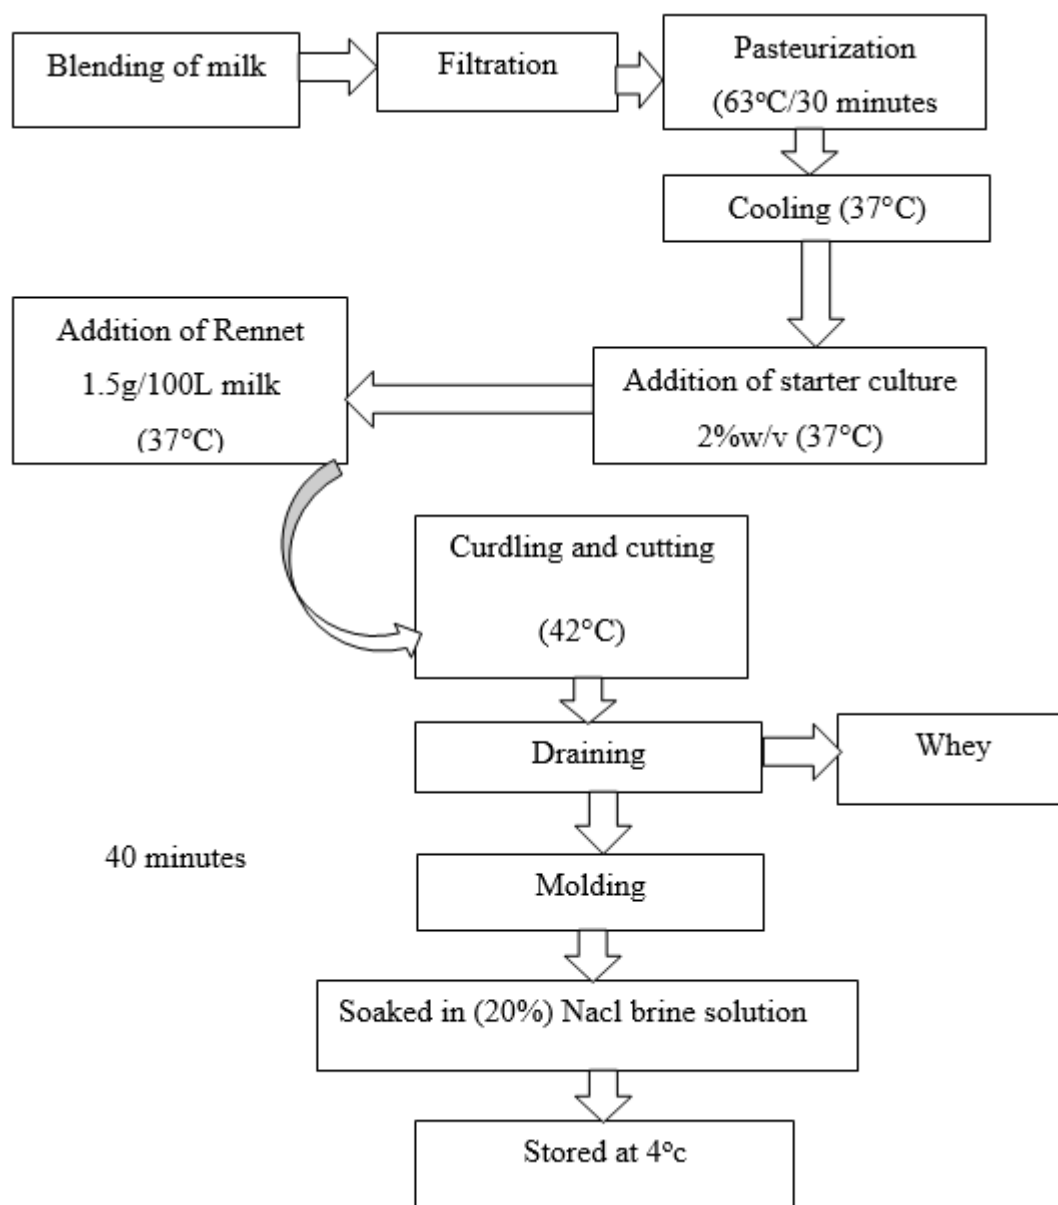 Blending of milk
Filtration
Pasteurization
(63°C/30 minutes
Cooling (37°C)
Addition of starter culture
2%w/v (37°C)
Addition of Rennet
1.5g/100L milk
(37°C)
Curdling and cutting
(42°C)
Draining
Whey
40 minutes
Molding
Soaked in (20%) Nacl brine solution
Stored at 4°c